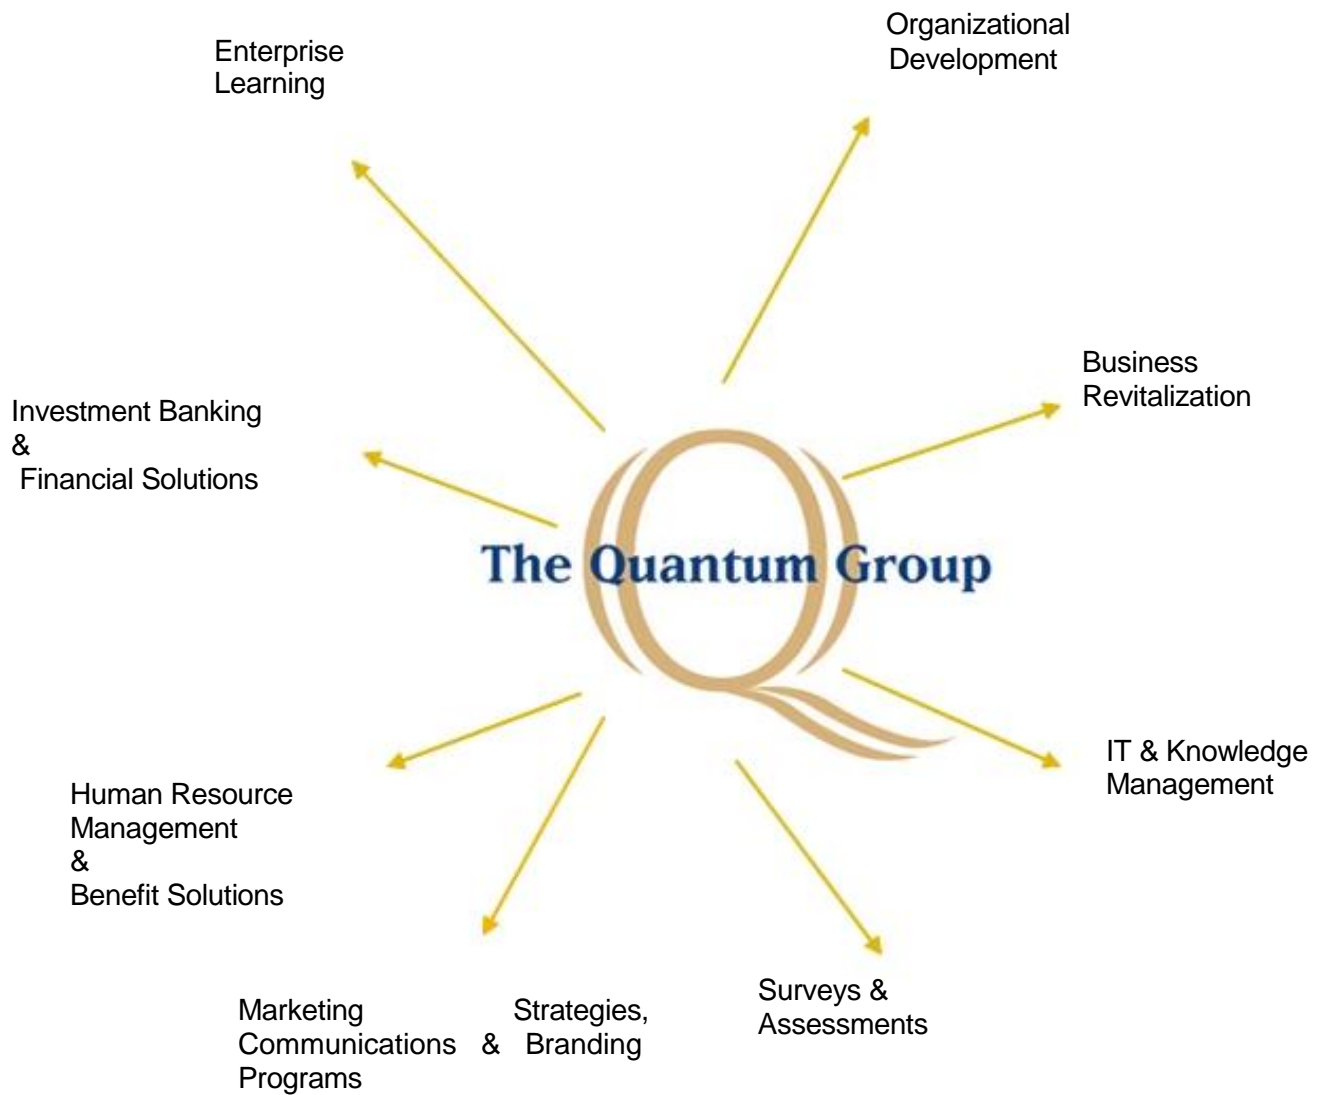 Enterprise
Learning
Organizational
Development
Business
Revitalization
Investment Banking
&
Financial Solutions
The Quantum Group
IT & Knowledge
Management
Human Resource
Management
&
Benefit Solutions
Marketing Strategies,
Communications & Branding
Programs
Surveys &
Assessments